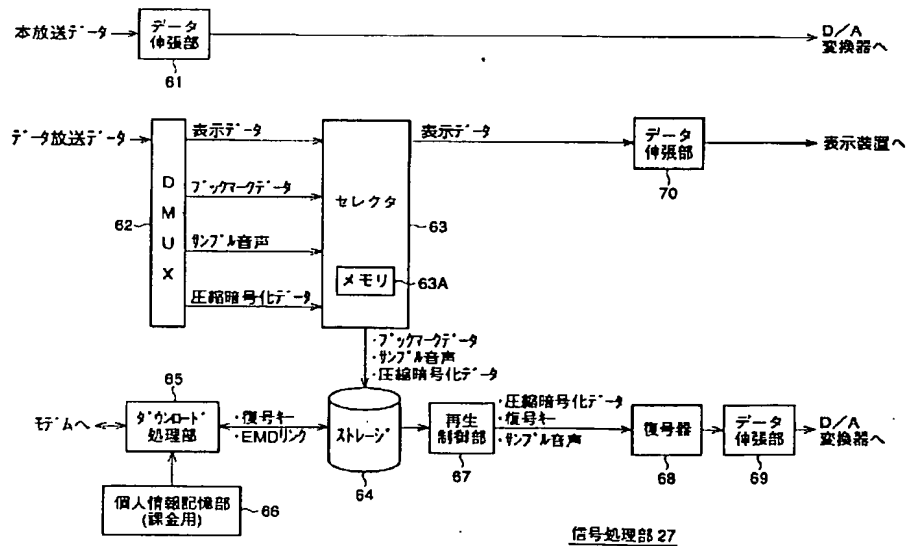 本放送データ
データ
伸張部
61
D/A
変換器へ
データ放送データ
DMUX
62
表示データ
ブックマークデータ
サンプル音声
圧縮暗号化データ
セレクタ
63
メモリ
63A
表示データ
データ
伸張部
70
表示装置へ
・ブックマークデータ
・サンプル音声
・圧縮暗号化データ
モデムへ
65
ダウンロード
処理部
・復号キー
・EMDリンク
ストレージ
64
再生
制御部
67
・圧縮暗号化データ
・復号キー
・サンプル音声
復号器
68
データ
伸張部
69
D/A
変換器へ
個人情報記憶部
(課金用)
66
信号処理部 27